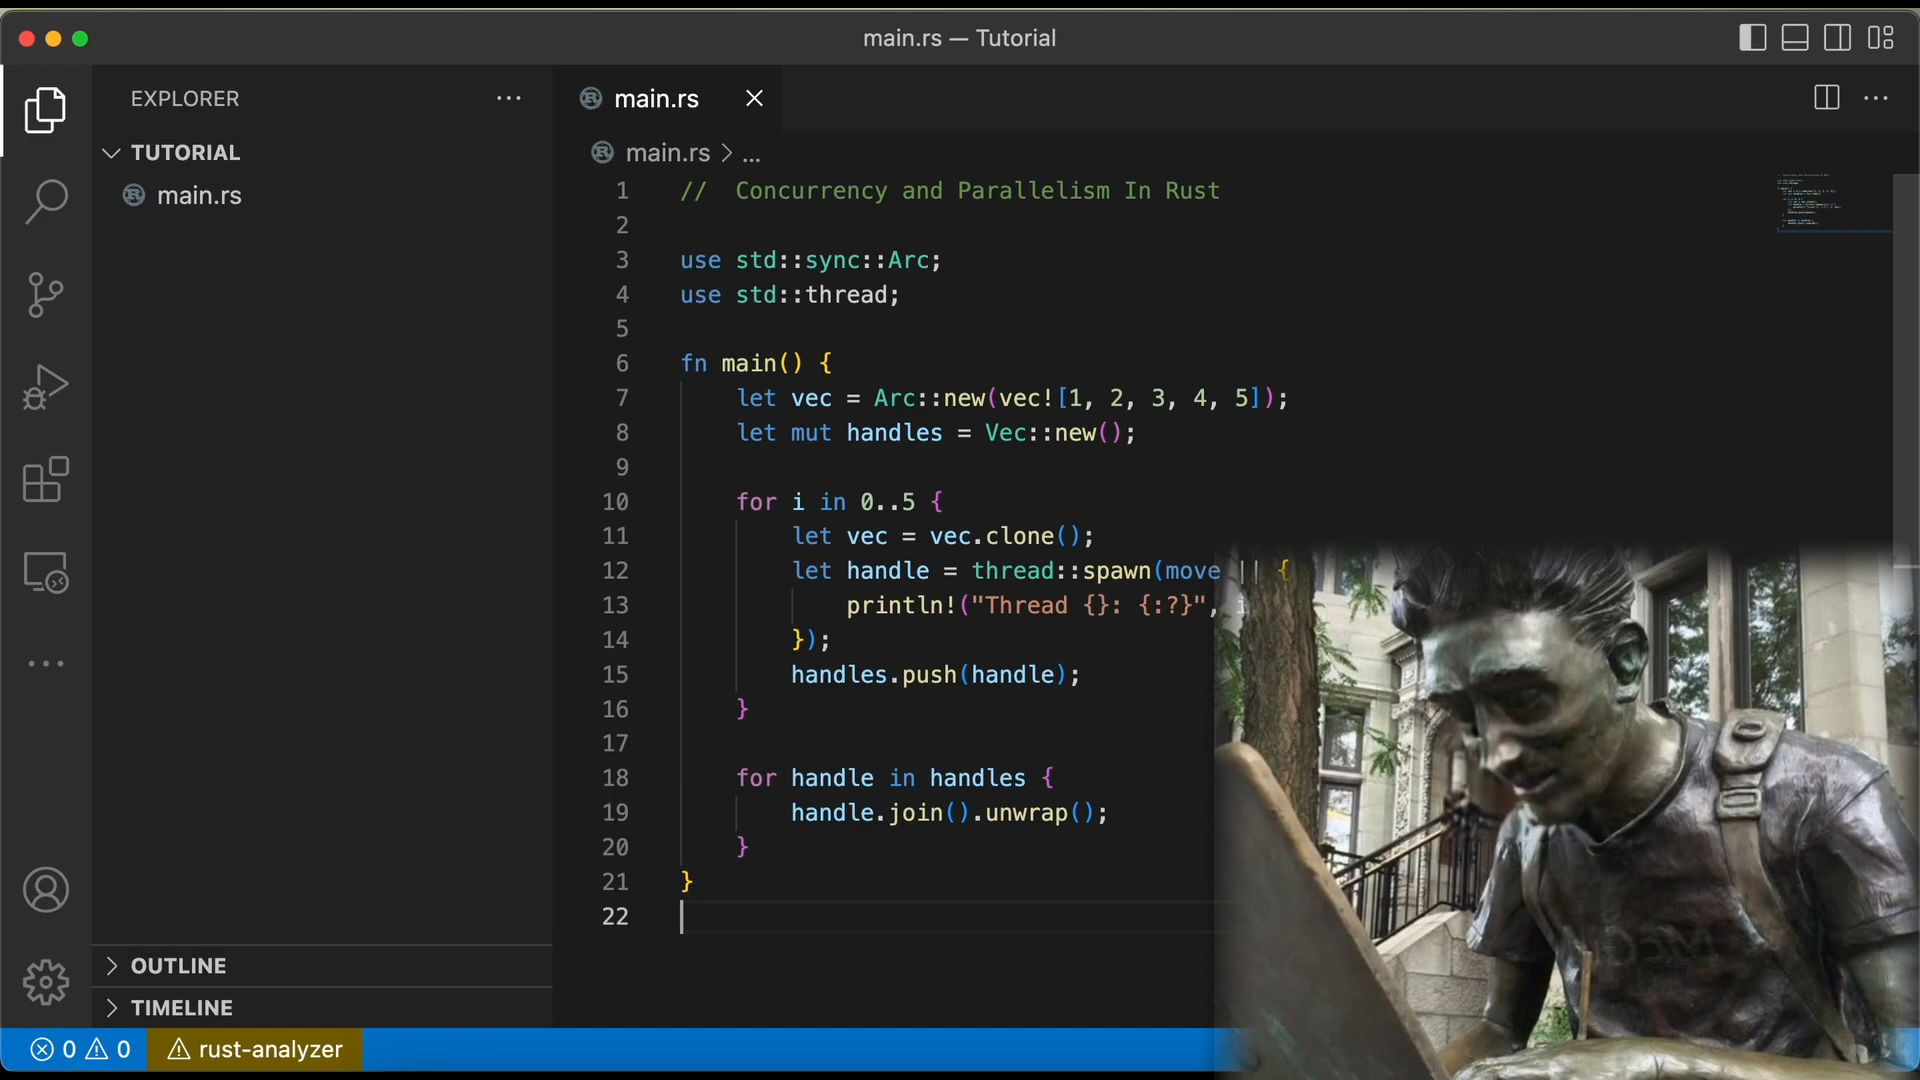 main.rs — Tutorial
EXPLORER
TUTORIAL
main.rs
OUTLINE
TIMELINE
main.rs
main.rs > ...
1 // Concurrency and Parallelism In Rust
2
3 use std::sync::Arc;
4 use std::thread;
5
6 fn main() {
7 let vec = Arc::new(vec![1, 2, 3, 4, 5]);
8 let mut handles = Vec::new();
9
10 for i in 0..5 {
11 let vec = vec.clone();
12 let handle = thread::spawn(move || {
13 println!("Thread {}: {:?}", i
14 });
15 handles.push(handle);
16 }
17
18 for handle in handles {
19 handle.join().unwrap();
20 }
21 }
22
0 0 rust-analyzer